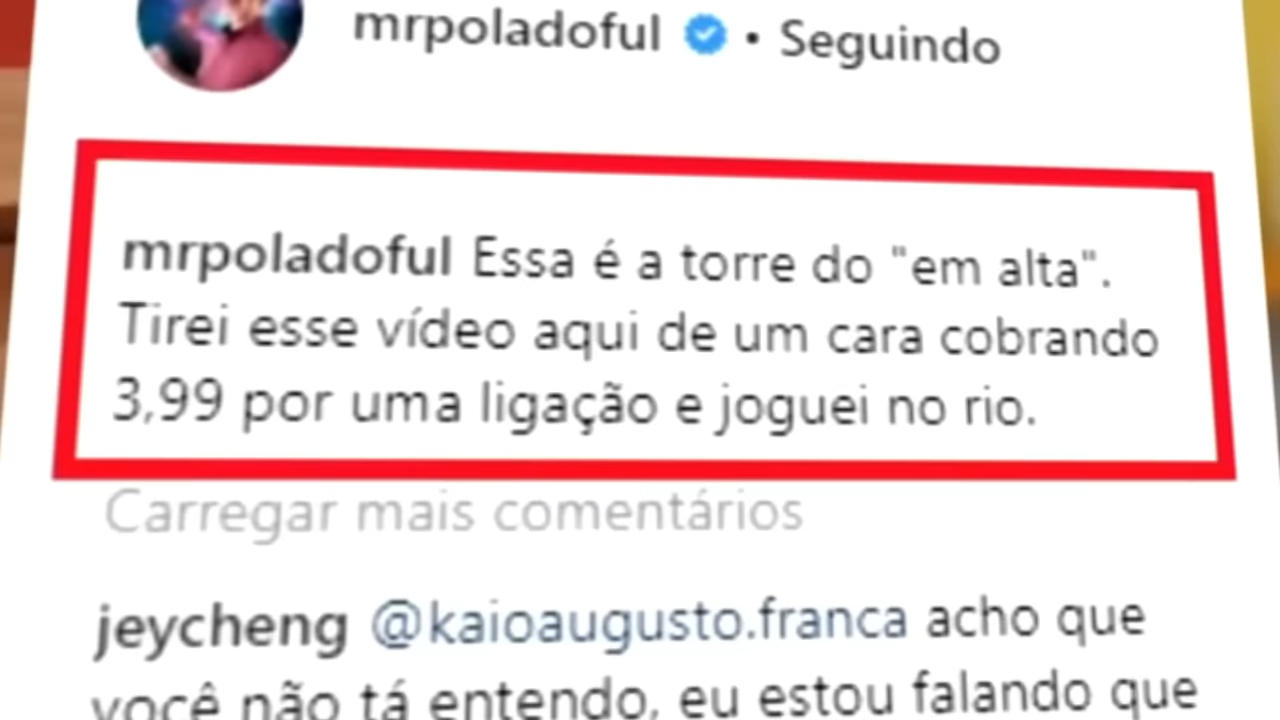 mrpoladoful • Seguindo
mrpoladoful Essa é a torre do "em alta".
Tirei esse vídeo aqui de um cara cobrando
3,99 por uma ligação e joguei no rio.
Carregar mais comentários
jeycheng @kaioaugusto.franca acho que
você não tá entendo, eu estou falando que